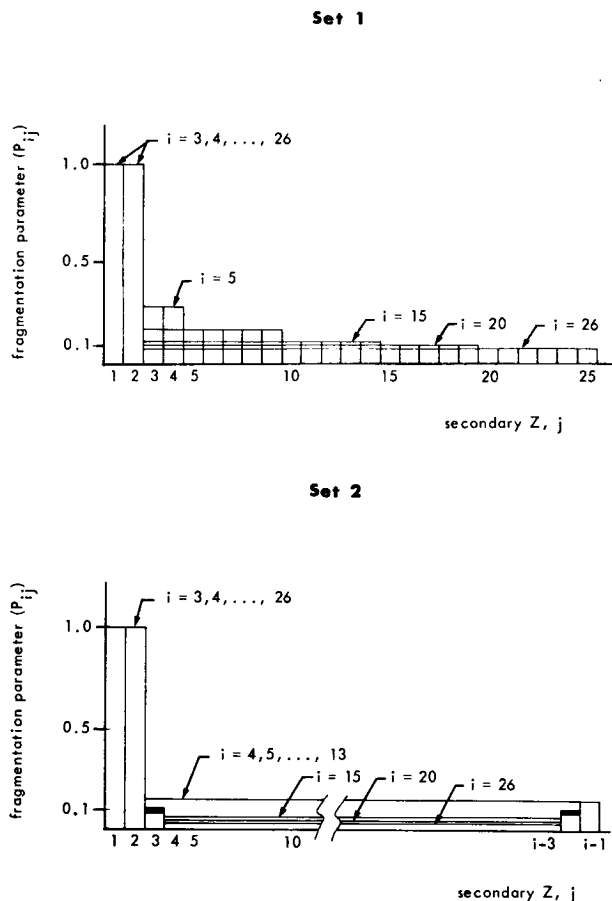 Set 1
fragmentation parameter (P_ij)
i = 3,4, . . . , 26
1.0
0.5
i = 5
i = 15
i = 20
i = 26
0.1
1 2 3 4 5 10 15 20 25
secondary Z, j
Set 2
fragmentation parameter (P_ij)
i = 3,4, . . . , 26
1.0
0.5
i = 4,5, . . . , 13
i = 15
i = 20
i = 26
0.1
1 2 3 4 5 10 i-3 i-1
secondary Z, j